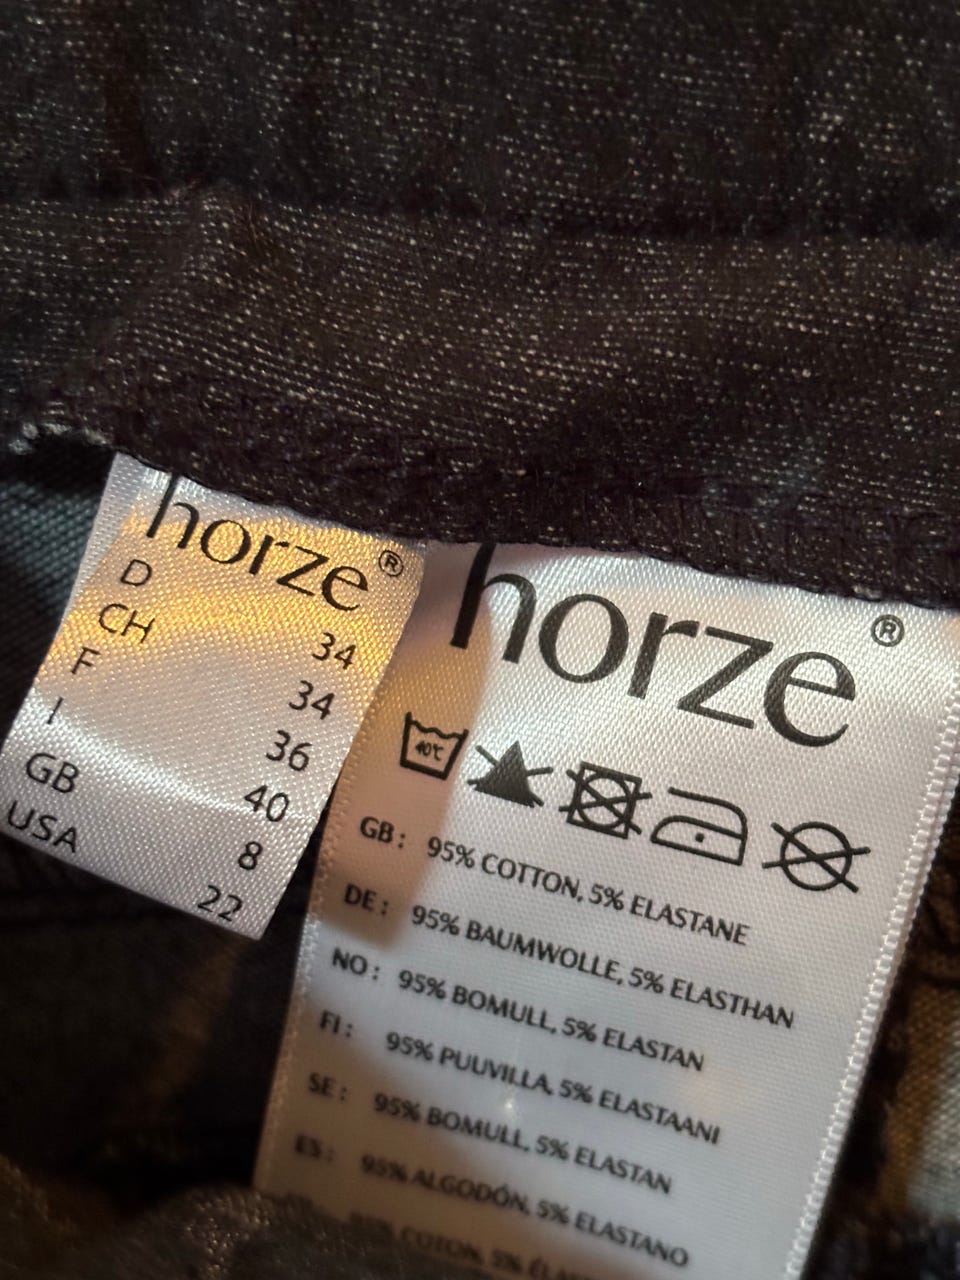 horze®
D 34
CH 34
F 36
I 40
GB 8
USA 22
horze®
40°C
GB: 95% COTTON, 5% ELASTANE
DE: 95% BAUMWOLLE, 5% ELASTHAN
NO: 95% BOMULL, 5% ELASTAN
FI: 95% PUUVILLA, 5% ELASTAANI
SE: 95% BOMULL, 5% ELASTAN
ES: 95% ALGODÓN, 5% ELASTANO
COTON, 5%